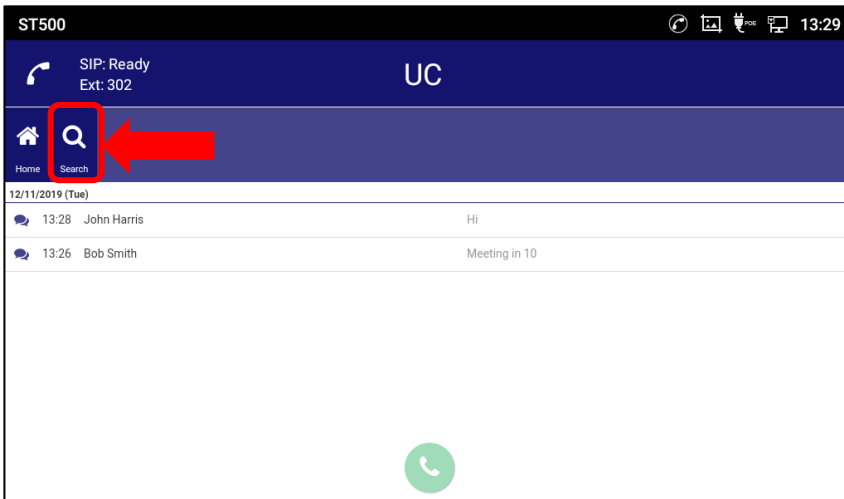 ST500
POE
13:29
SIP: Ready
Ext: 302
UC
Home
Search
12/11/2019 (Tue)
13:28 John Harris Hi
13:26 Bob Smith Meeting in 10